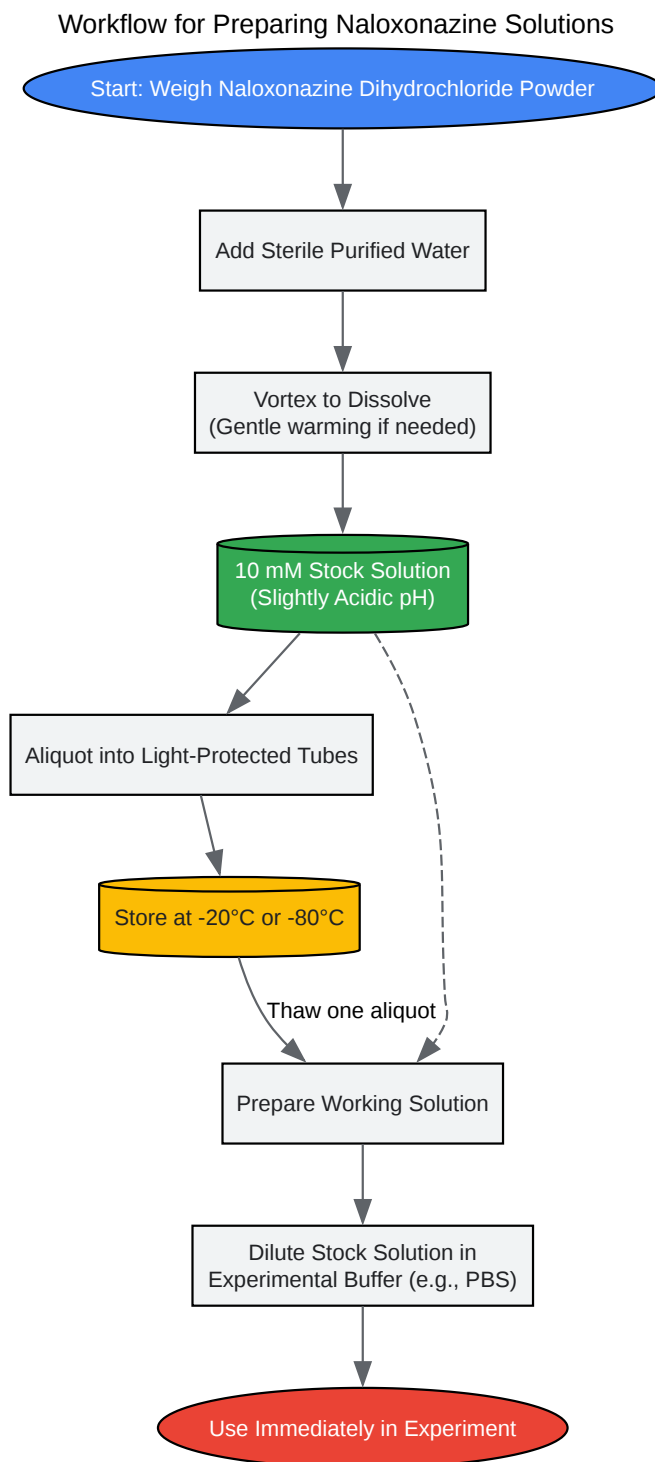 Workflow for Preparing Naloxonazine Solutions
Start: Weigh Naloxonazine Dihydrochloride Powder
Add Sterile Purified Water
Vortex to Dissolve
(Gentle warming if needed)
10 mM Stock Solution
(Slightly Acidic pH)
Aliquot into Light-Protected Tubes
Store at -20°C or -80°C
Thaw one aliquot
Prepare Working Solution
Dilute Stock Solution in
Experimental Buffer (e.g., PBS)
Use Immediately in Experiment